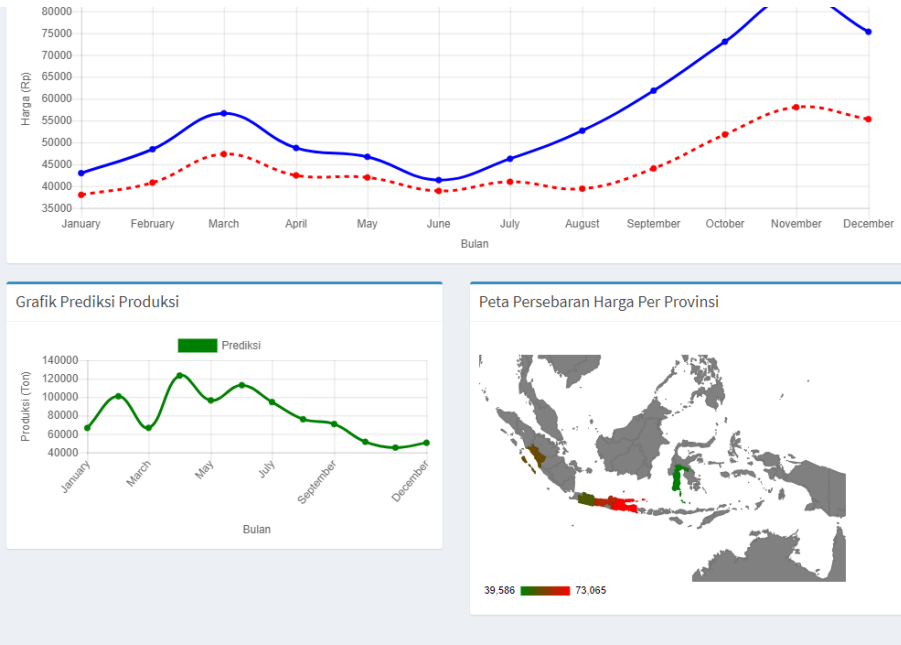 80000
75000
70000
65000
60000
55000
50000
45000
40000
35000
Harga (Rp)
January February March April May June July August September October November December
Bulan
Grafik Prediksi Produksi
Prediksi
140000
120000
100000
80000
60000
40000
Produksi (Ton)
January March May July September December
Bulan
Peta Persebaran Harga Per Provinsi
39,586 73,065